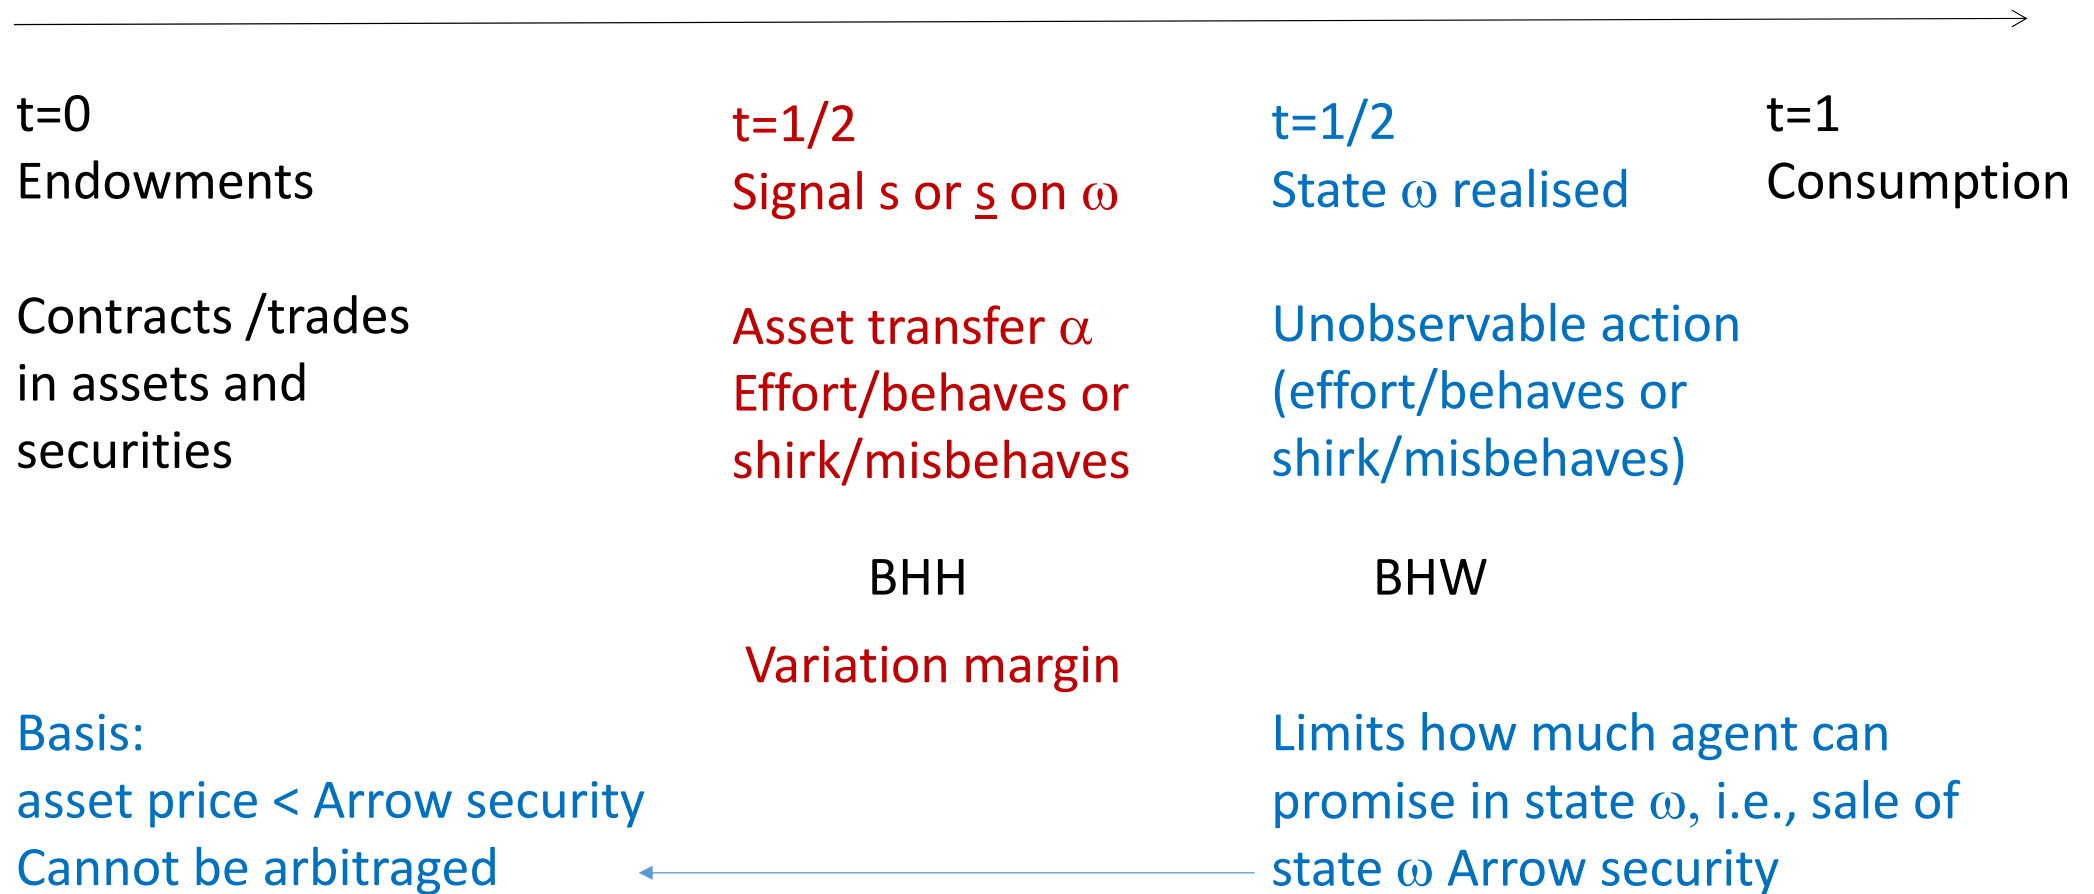 t=0
Endowments
Contracts /trades
in assets and
securities
t=1/2
Signal s or s on ω
Asset transfer α
Effort/behaves or
shirk/misbehaves
BHH
Variation margin
t=1/2
State ω realised
Unobservable action
(effort/behaves or
shirk/misbehaves)
BHW
t=1
Consumption
Basis:
asset price < Arrow security
Cannot be arbitraged
Limits how much agent can
promise in state ω, i.e., sale of
state ω Arrow security